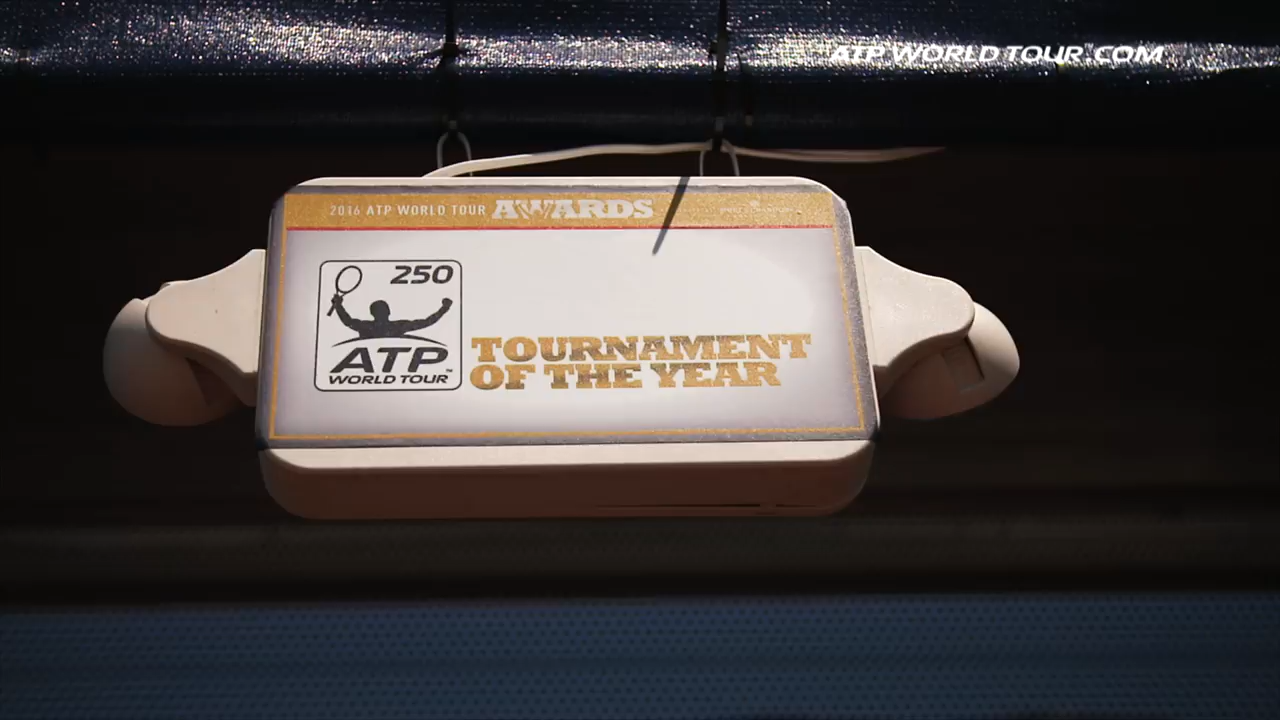 ATP WORLD TOUR.COM
2016 ATP WORLD TOUR AWARDS
250
ATP
WORLD TOUR
TOURNAMENT
OF THE YEAR